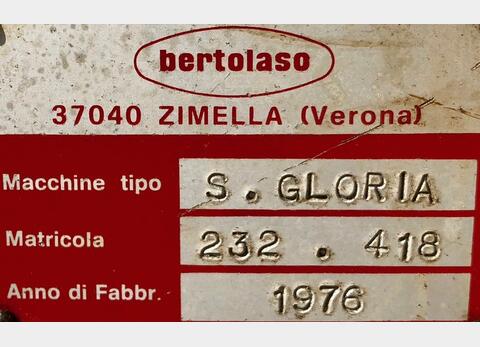 bertolaso
37040 ZIMELLA (Verona)
Macchine tipo S. GLORIA
Matricola 232.418
Anno di Fabbr. 1976